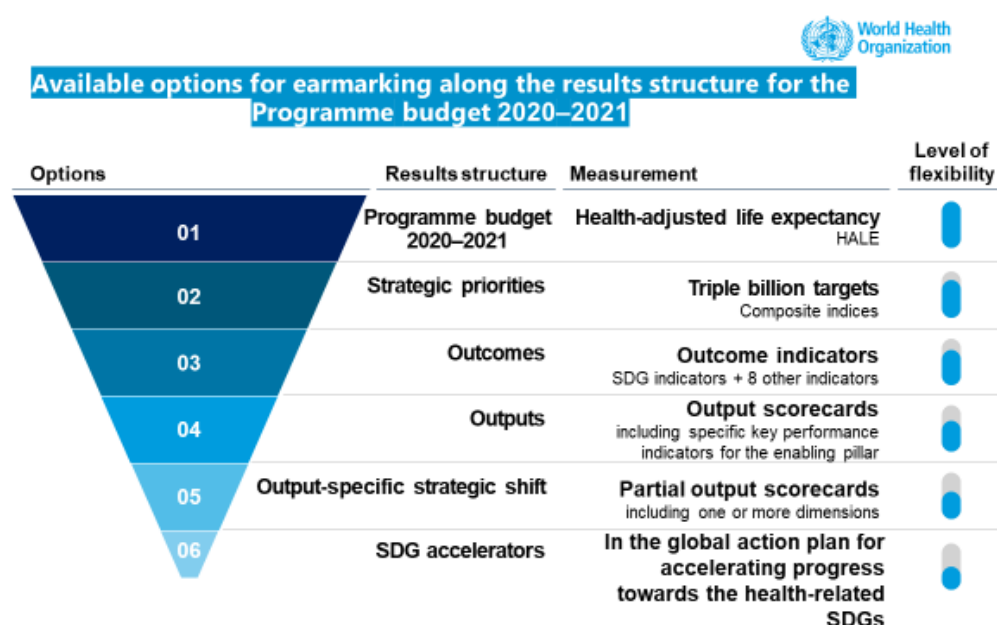 World Health
Organization
Available options for earmarking along the results structure for the
Programme budget 2020–2021
Options
Results structure
Measurement
Level of
flexibility
01
Programme budget
2020–2021
Health-adjusted life expectancy
HALE
02
Strategic priorities
Triple billion targets
Composite indices
03
Outcomes
Outcome indicators
SDG indicators + 8 other indicators
04
Outputs
Output scorecards
including specific key performance
indicators for the enabling pillar
05
Output-specific strategic shift
Partial output scorecards
including one or more dimensions
06
SDG accelerators
In the global action plan for
accelerating progress
towards the health-related
SDGs